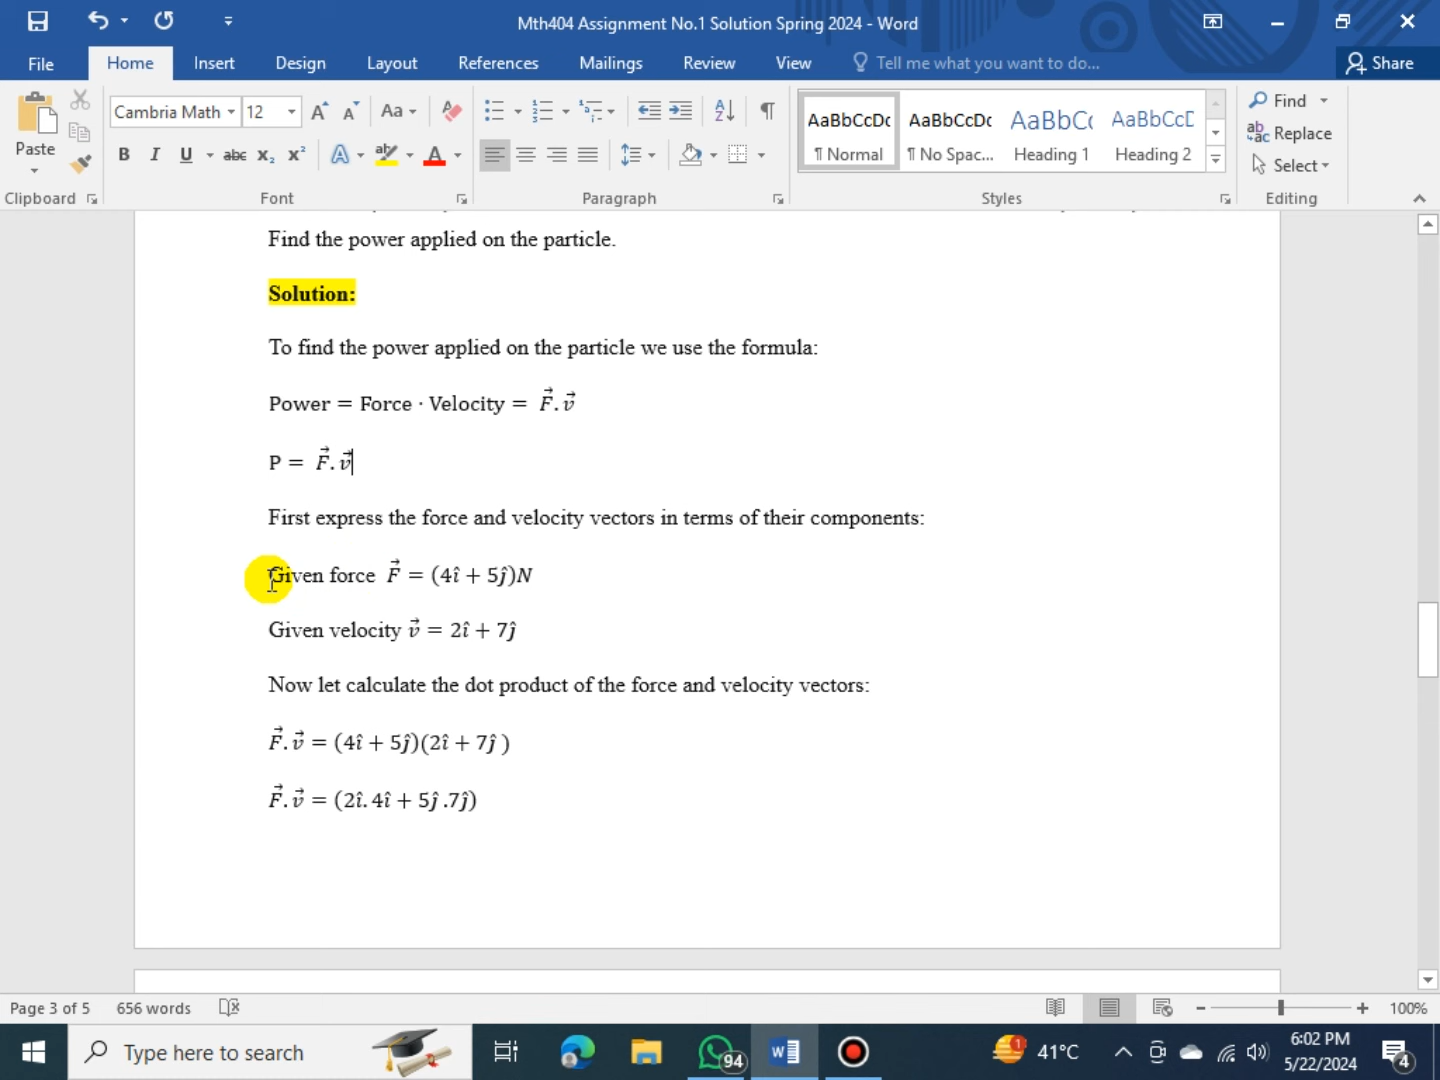 Mth404 Assignment No.1 Solution Spring 2024 - Word
File Home Insert Design Layout References Mailings Review View Tell me what you want to do... Share
Paste
Clipboard
Cambria Math 12
Font
Paragraph
AaBbCcDc AaBbCcDc AaBbC( AaBbCcD
¶ Normal ¶ No Spac... Heading 1 Heading 2
Styles
Find
Replace
Select
Editing
Find the power applied on the particle.
Solution:
To find the power applied on the particle we use the formula:
Power = Force · Velocity = F⃗.v⃗
P = F⃗.v⃗
First express the force and velocity vectors in terms of their components:
Given force F⃗ = (4î + 5ĵ)N
Given velocity v⃗ = 2î + 7ĵ
Now let calculate the dot product of the force and velocity vectors:
F⃗.v⃗ = (4î + 5ĵ)(2î + 7ĵ )
F⃗.v⃗ = (2î.4î + 5ĵ .7ĵ)
Page 3 of 5 656 words 100%
Type here to search 94 1 41°C 6:02 PM
5/22/2024 4